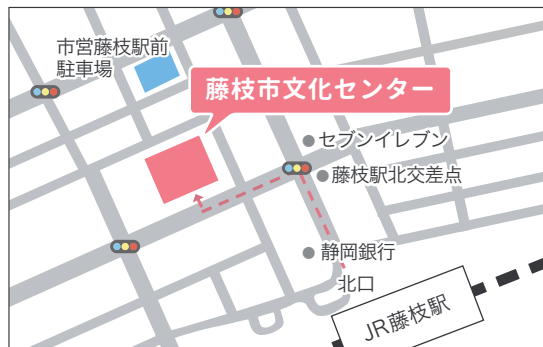 市営藤枝駅前
駐車場
藤枝市文化センター
セブンイレブン
藤枝駅北交差点
静岡銀行
北口
JR藤枝駅